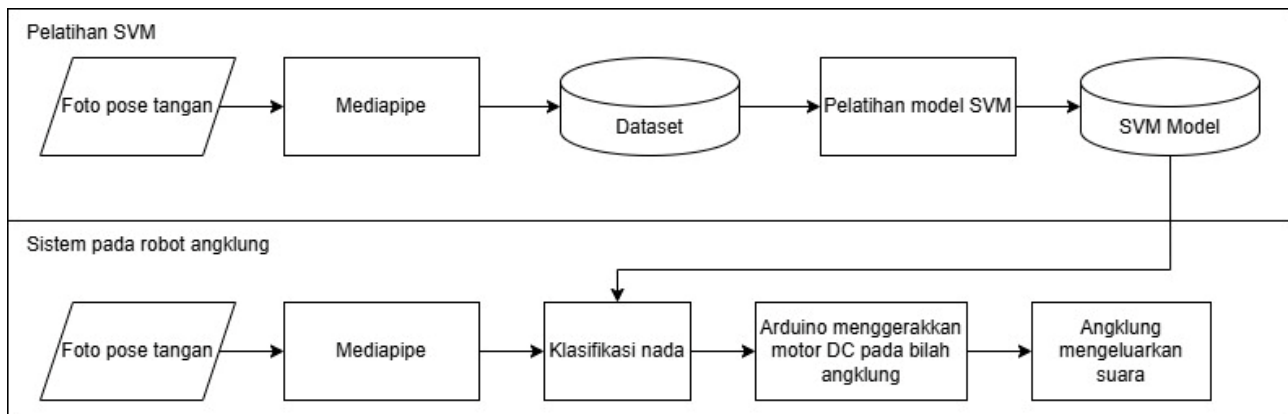 Pelatihan SVM
Foto pose tangan
Mediapipe
Dataset
Pelatihan model SVM
SVM Model
Sistem pada robot angklung
Foto pose tangan
Mediapipe
Klasifikasi nada
Arduino menggerakkan
motor DC pada bilah
angklung
Angklung
mengeluarkan
suara